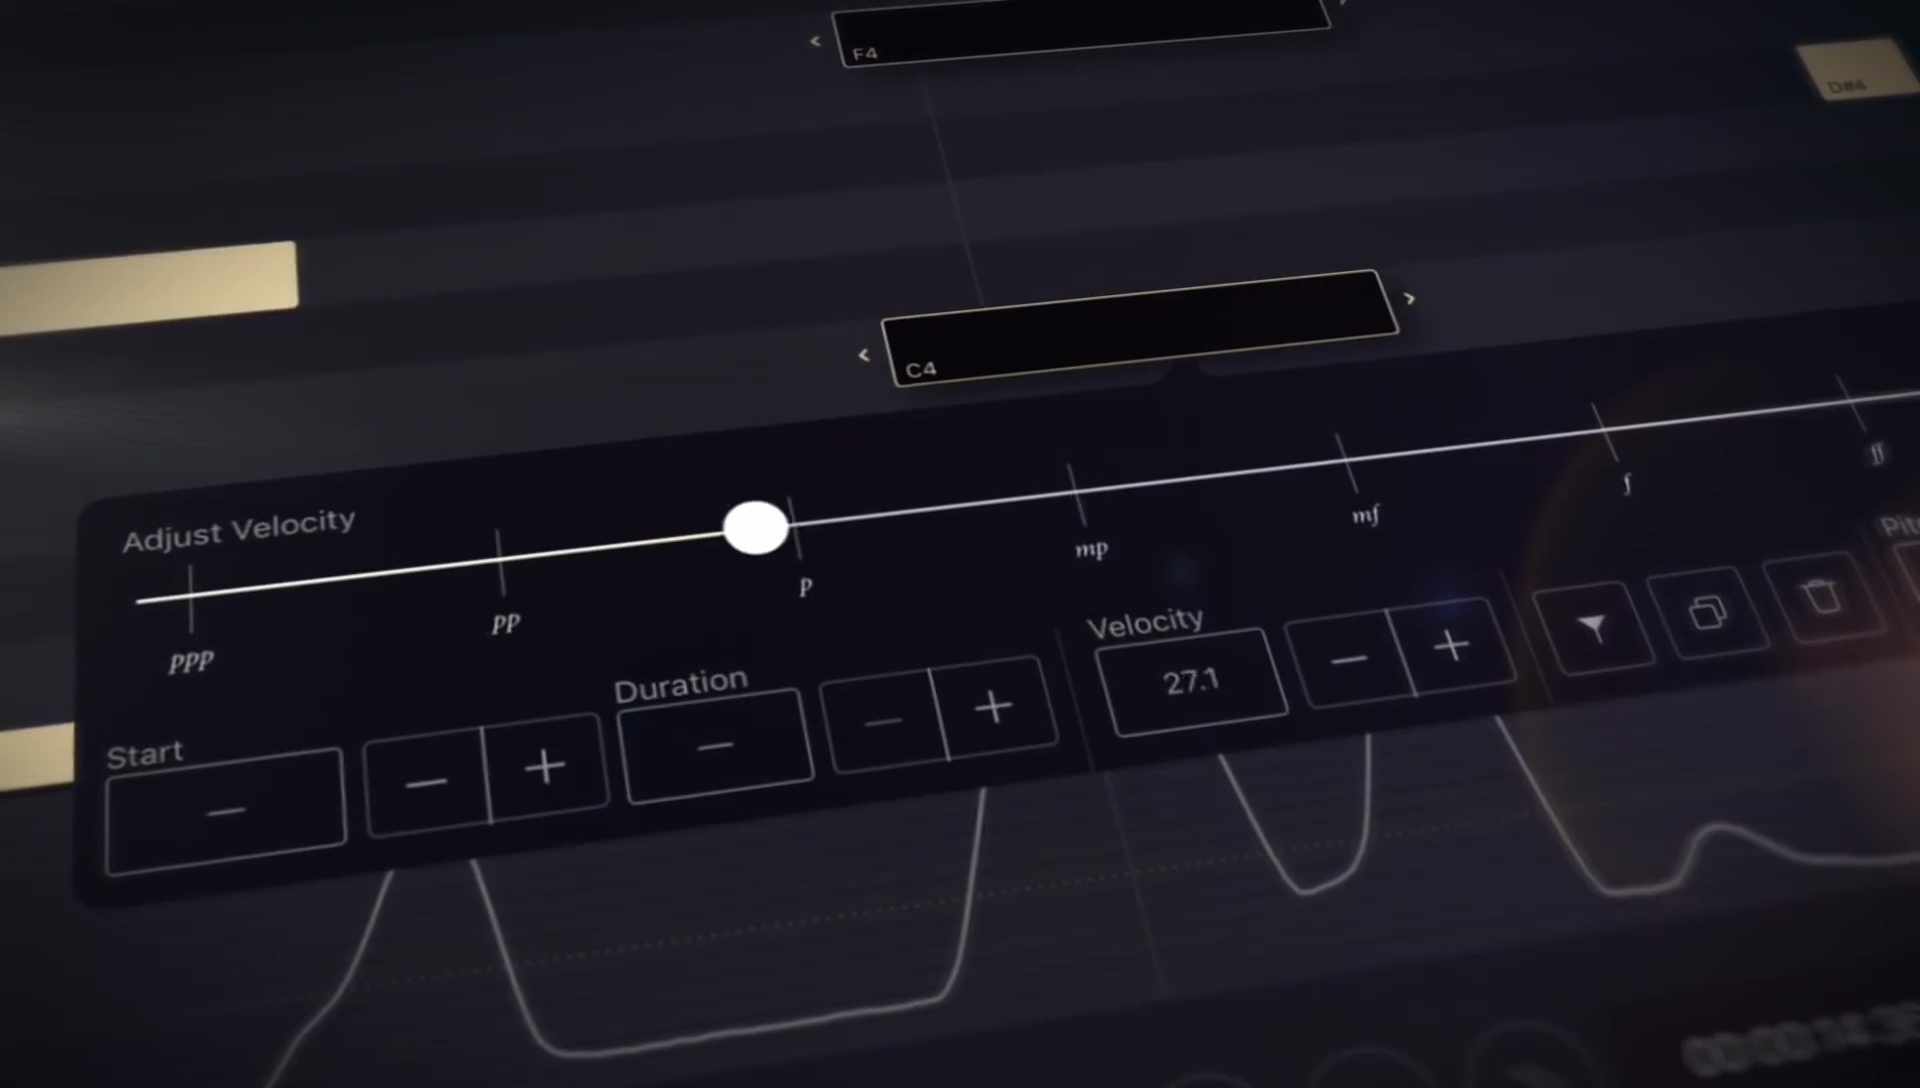 F4
D#4
C4
Adjust Velocity
ppp
pp
p
mp
mf
f
ff
Start
—
Duration
—
Velocity
27.1